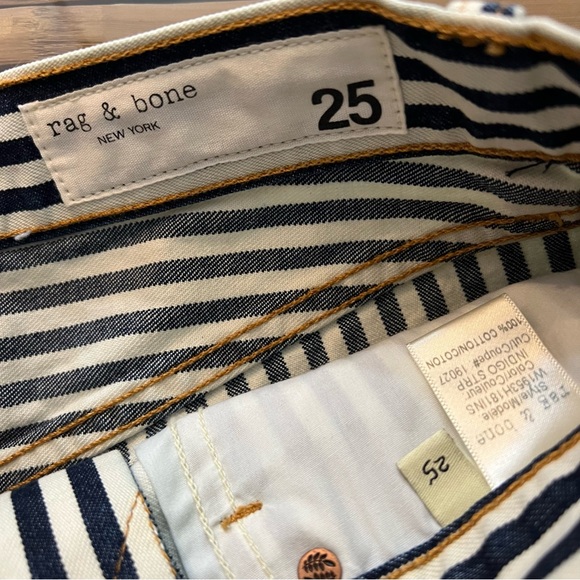 rag & bone
NEW YORK
25
rag & bone
Style/Modèle:
W1953H181INS
Color/Couleur:
INDIGO STRP
Cut/Coupe# 19027
100% COTTON/COTON
25